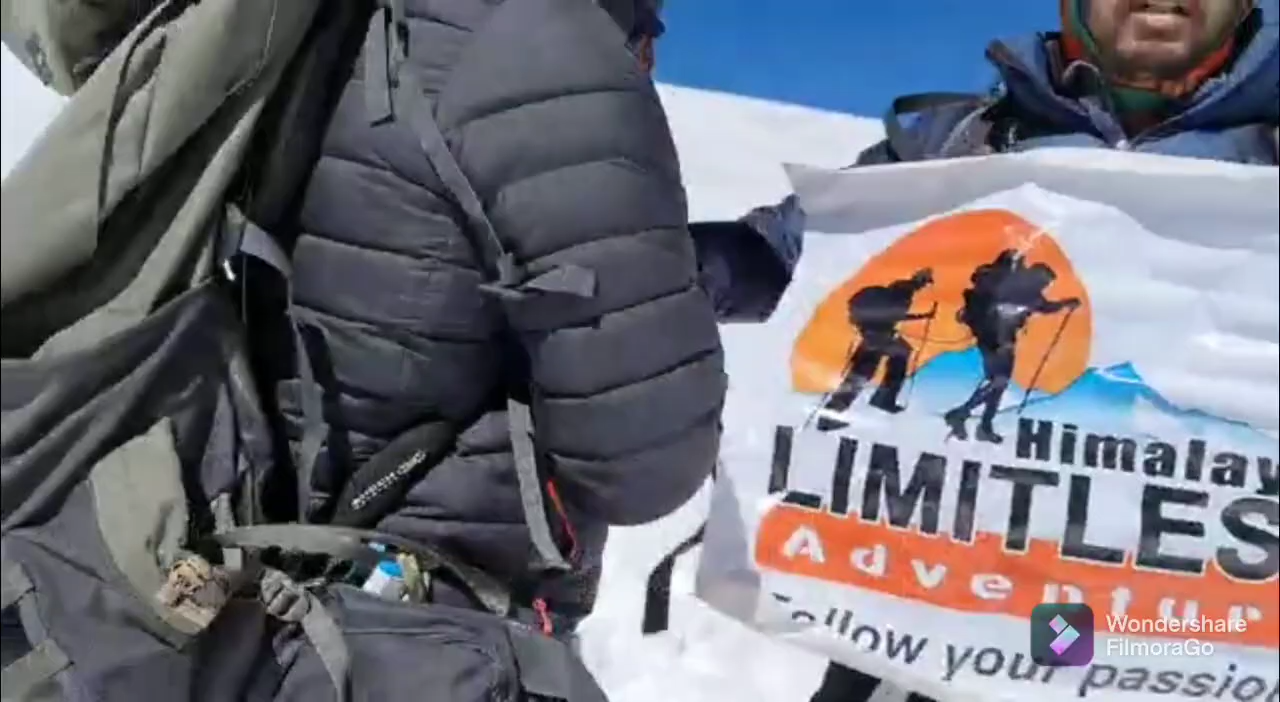 Himalay
LIMITLES
Adventur
Follow your passio
Wondershare
FilmoraGo